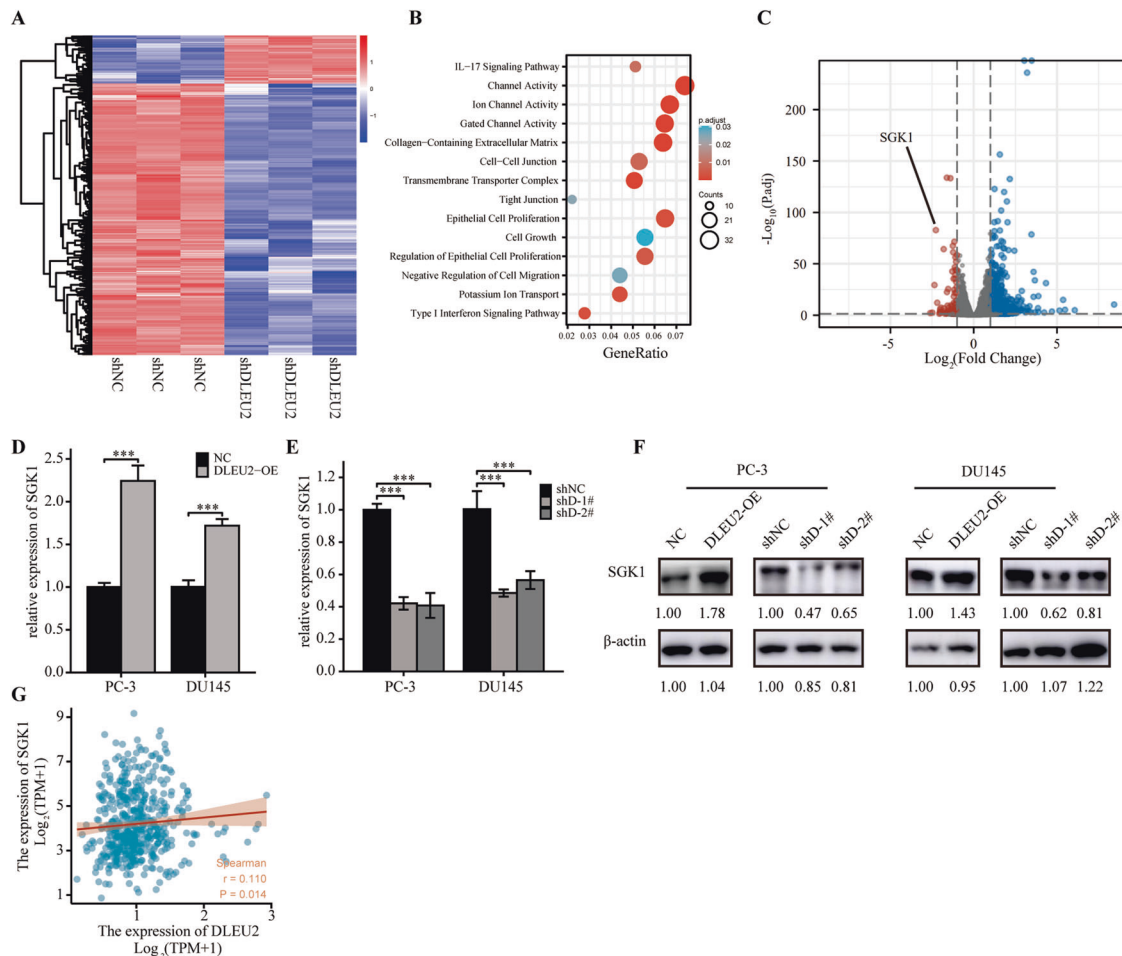 A
1
0
−1
shNC
shNC
shNC
shDLEU2
shDLEU2
shDLEU2
B
IL−17 Signaling Pathway
Channel Activity
Ion Channel Activity
Gated Channel Activity
Collagen−Containing Extracellular Matrix
Cell−Cell Junction
Transmembrane Transporter Complex
Tight Junction
Epithelial Cell Proliferation
Cell Growth
Regulation of Epithelial Cell Proliferation
Negative Regulation of Cell Migration
Potassium Ion Transport
Type I Interferon Signaling Pathway
0.02 0.03 0.04 0.05 0.06 0.07
GeneRatio
p.adjust
0.03
0.02
0.01
Counts
10
21
32
C
-Log10(P.adj)
200
150
100
50
0
SGK1
-5 0 5
Log2(Fold Change)
D
relative expression of SGK1
2.5
2.0
1.5
1.0
0.5
0.0
***
***
NC
DLEU2−OE
PC-3 DU145
E
relative expression of SGK1
1.2
1.0
0.8
0.6
0.4
0.2
0.0
***
***
***
***
shNC
shD-1#
shD-2#
PC-3 DU145
F
PC-3 DU145
NC DLEU2-OE shNC shD-1# shD-2# NC DLEU2-OE shNC shD-1# shD-2#
SGK1
1.00 1.78 1.00 0.47 0.65 1.00 1.43 1.00 0.62 0.81
β-actin
1.00 1.04 1.00 0.85 0.81 1.00 0.95 1.00 1.07 1.22
G
The expression of SGK1
Log2(TPM+1)
9
7
5
3
1
Spearman
r = 0.110
P = 0.014
1 2 3
The expression of DLEU2
Log2(TPM+1)